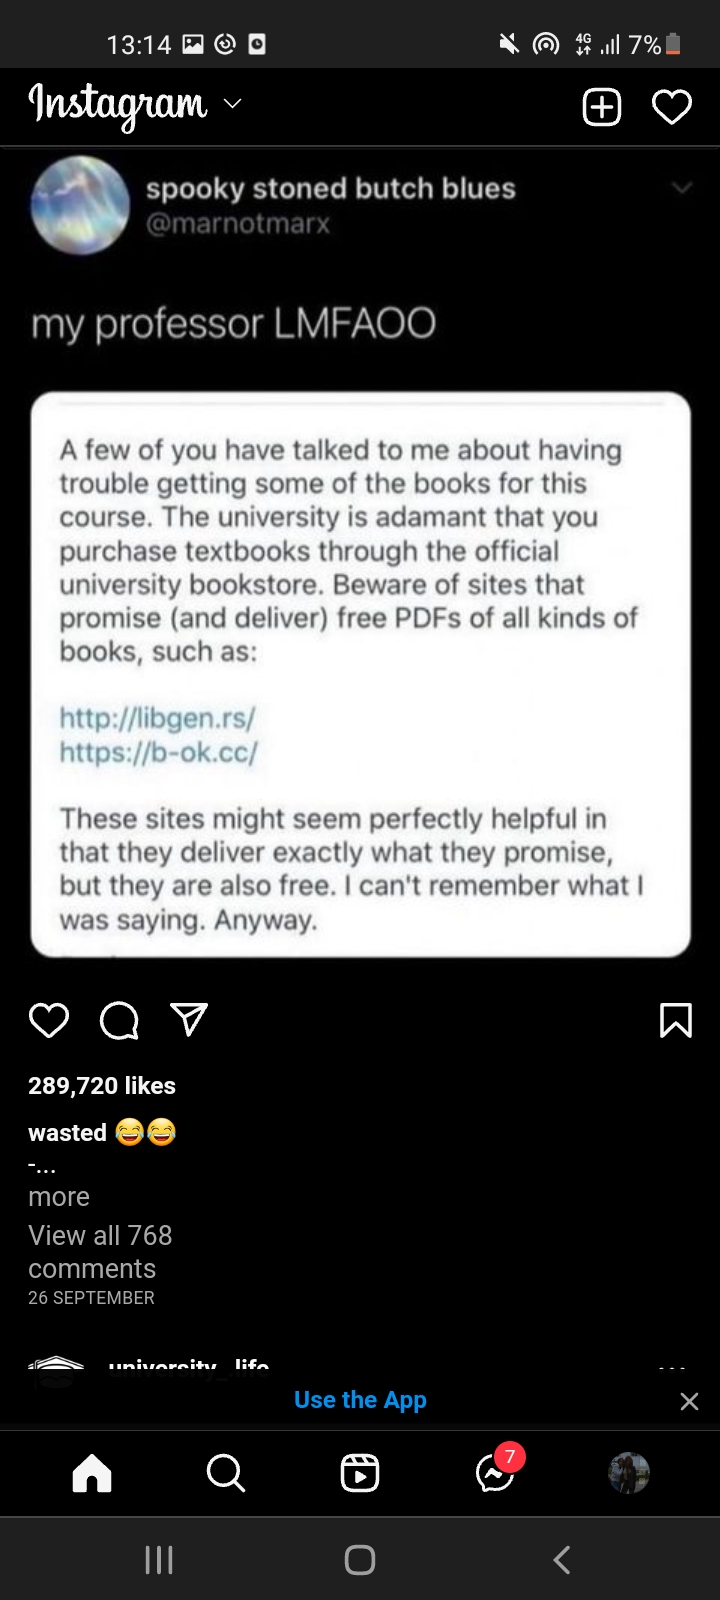 13:14
4G
7%
Instagram
spooky stoned butch blues
@marnotmarx
my professor LMFAOO
A few of you have talked to me about having
trouble getting some of the books for this
course. The university is adamant that you
purchase textbooks through the official
university bookstore. Beware of sites that
promise (and deliver) free PDFs of all kinds of
books, such as:
http://libgen.rs/
https://b-ok.cc/
These sites might seem perfectly helpful in
that they deliver exactly what they promise,
but they are also free. I can't remember what I
was saying. Anyway.
289,720 likes
wasted 😂😂
-...
more
View all 768
comments
26 SEPTEMBER
university_.life
Use the App
7